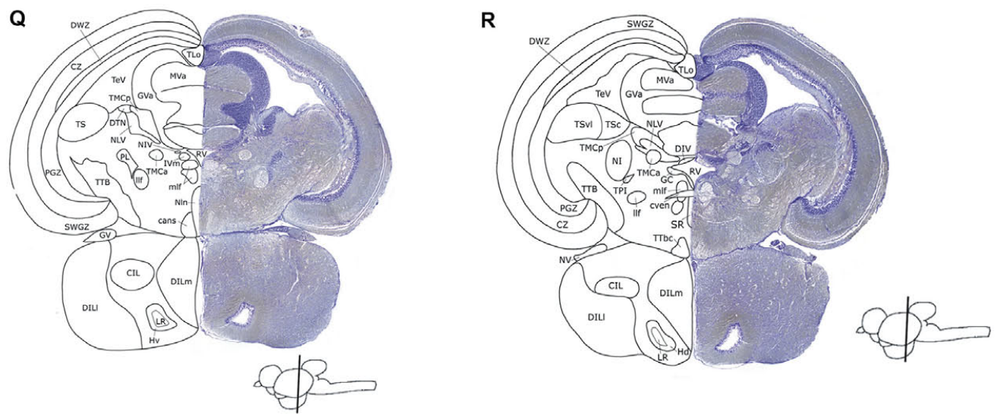 Q
DWZ
TLo
CZ
TeV
MVa
TMCp
GVa
TS
DTN
NLV
NIV
RV
PL
IVm
TMCa
PGZ
llf
TTB
mlf
Nln
cans
SWGZ
GV
CIL
DILm
DILl
LR
Hv
R
SWGZ
DWZ
TLo
MVa
TeV
GVa
TSvl
TSc
NLV
TMCp
DIV
NI
TMCa
RV
GC
TPI
mlf
TTB
llf
cven
PGZ
CZ
SR
TTbc
NV
CIL
DILm
DILl
Hd
LR